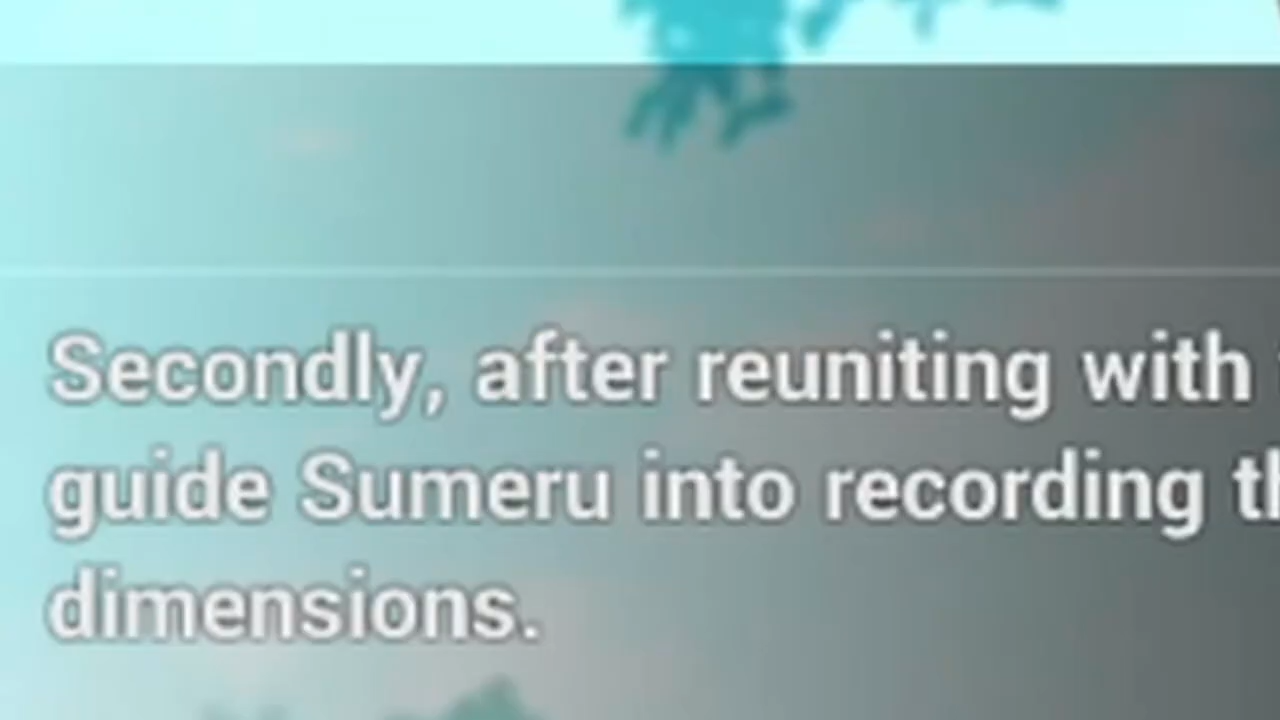 Secondly, after reuniting with
guide Sumeru into recording
dimensions.